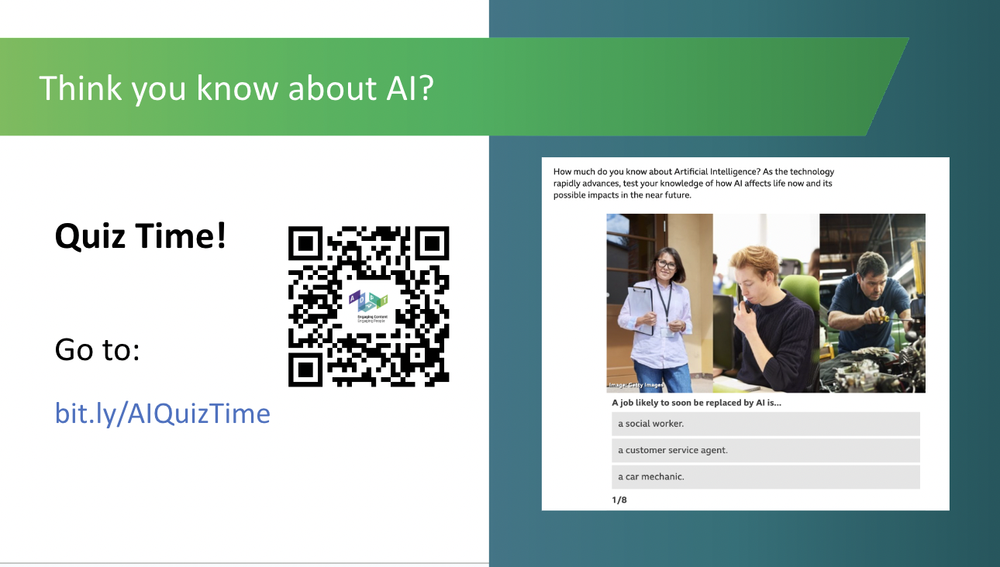 Think you know about AI?
Quiz Time!
Go to:
bit.ly/AIQuizTime
ADAPT
Engaging Content
Engaging People
How much do you know about Artificial Intelligence? As the technology
rapidly advances, test your knowledge of how AI affects life now and its
possible impacts in the near future.
Image: Getty Images
A job likely to soon be replaced by AI is...
a social worker.
a customer service agent.
a car mechanic.
1/8